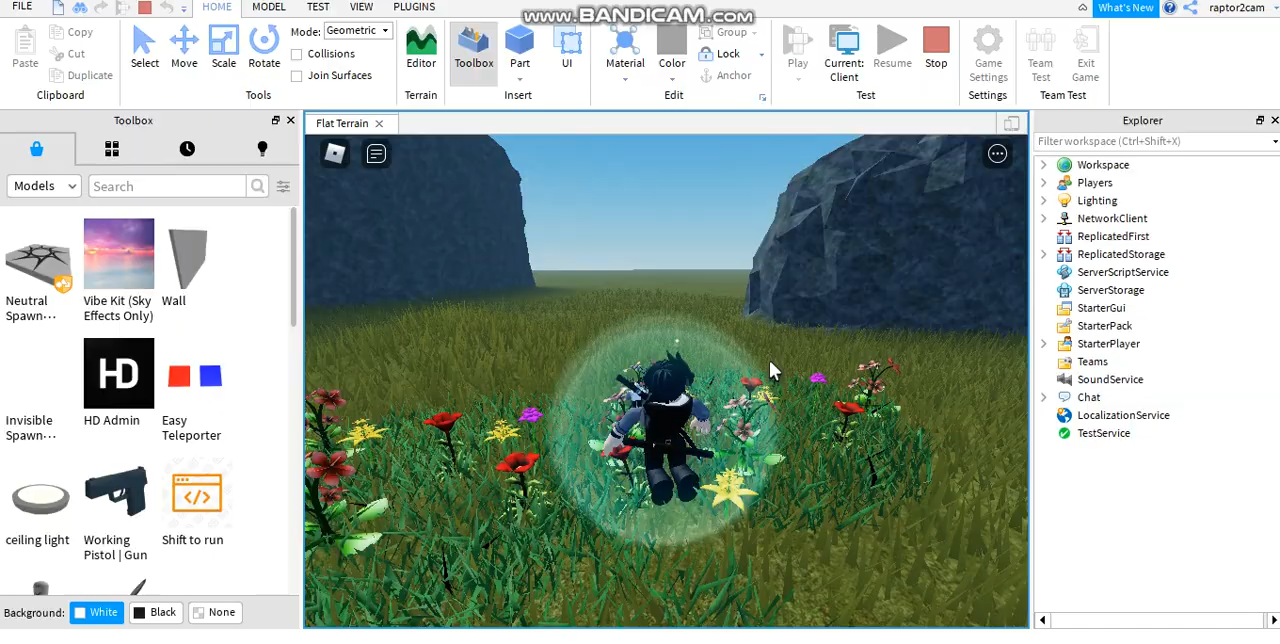 FILE HOME MODEL TEST VIEW PLUGINS
www.BANDICAM.com
What's New raptor2cam
Paste Copy Cut Duplicate
Clipboard
Select Move Scale Rotate
Mode: Geometric
Collisions
Join Surfaces
Tools
Editor
Terrain
Toolbox Part UI
Insert
Material Color Group Lock Anchor
Edit
Play Current: Client Resume Stop
Test
Game Settings
Settings
Team Test Exit Game
Team Test
Toolbox
Models Search
Neutral Spawn...
Vibe Kit (Sky Effects Only)
Wall
Invisible Spawn...
HD
HD Admin
Easy Teleporter
ceiling light
Working Pistol | Gun
Shift to run
Background: White Black None
Flat Terrain
Explorer
Filter workspace (Ctrl+Shift+X)
Workspace
Players
Lighting
NetworkClient
ReplicatedFirst
ReplicatedStorage
ServerScriptService
ServerStorage
StarterGui
StarterPack
StarterPlayer
Teams
SoundService
Chat
LocalizationService
TestService